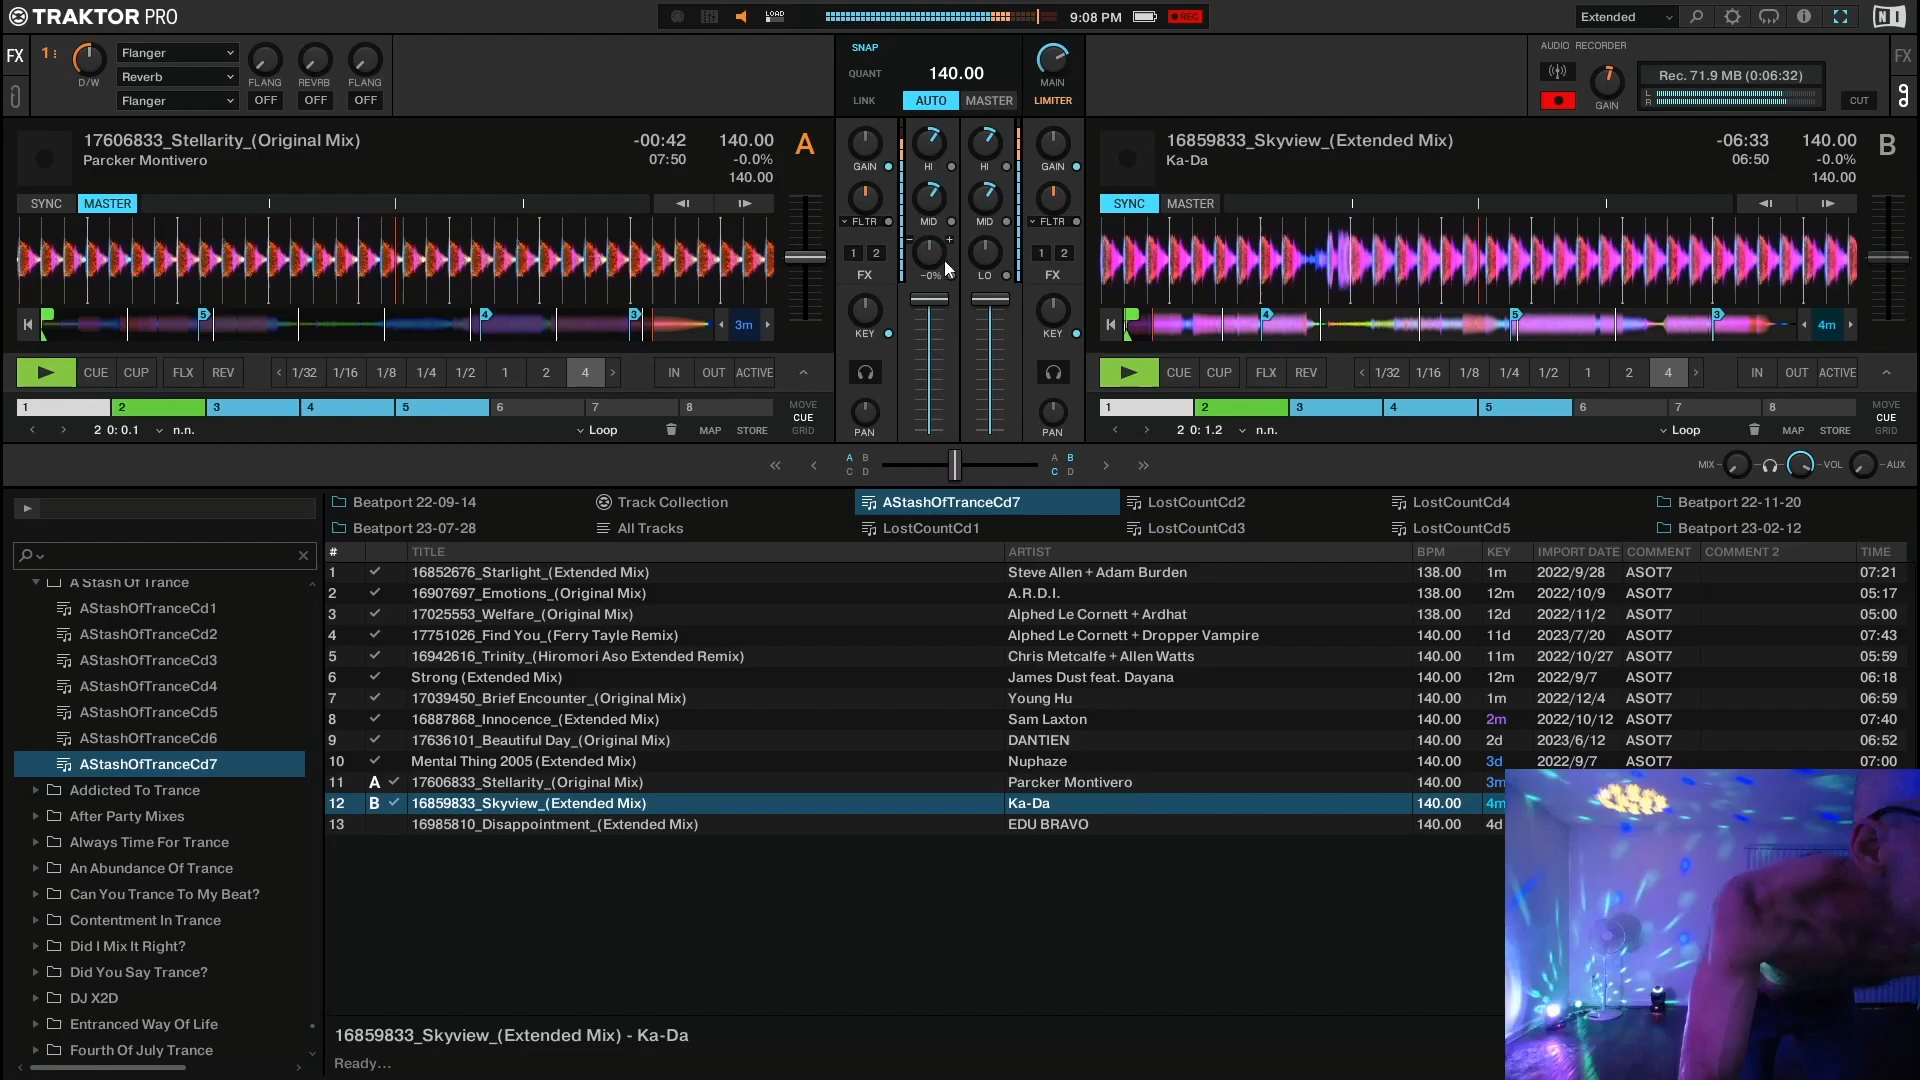 TRAKTOR PRO
LOAD
9:08 PM
REC
Extended
FX
1
D/W
Flanger
Reverb
Flanger
FLANG
REVRB
FLANG
OFF
OFF
OFF
SNAP
QUANT
140.00
LINK
AUTO
MASTER
MAIN
LIMITER
AUDIO RECORDER
GAIN
Rec. 71.9 MB (0:06:32)
L
R
CUT
FX
17606833_Stellarity_(Original Mix)
Parcker Montivero
-00:42
07:50
140.00
-0.0%
140.00
A
SYNC
MASTER
5
4
3
3m
CUE
CUP
FLX
REV
1/32
1/16
1/8
1/4
1/2
1
2
4
IN
OUT
ACTIVE
1
2
3
4
5
6
7
8
MOVE
CUE
GRID
2 0: 0.1
n.n.
Loop
MAP
STORE
GAIN
HI
HI
GAIN
FLTR
MID
MID
FLTR
1
2
FX
-0%
LO
1
2
FX
KEY
KEY
PAN
PAN
16859833_Skyview_(Extended Mix)
Ka-Da
-06:33
06:50
140.00
-0.0%
140.00
B
SYNC
MASTER
4
5
3
4m
CUE
CUP
FLX
REV
1/32
1/16
1/8
1/4
1/2
1
2
4
IN
OUT
ACTIVE
1
2
3
4
5
6
7
8
MOVE
CUE
GRID
2 0: 1.2
n.n.
Loop
MAP
STORE
A B
C D
A B
C D
MIX
VOL
AUX
Beatport 22-09-14
Track Collection
AStashOfTranceCd7
LostCountCd2
LostCountCd4
Beatport 22-11-20
Beatport 23-07-28
All Tracks
LostCountCd1
LostCountCd3
LostCountCd5
Beatport 23-02-12
A Stash Of Trance
AStashOfTranceCd1
AStashOfTranceCd2
AStashOfTranceCd3
AStashOfTranceCd4
AStashOfTranceCd5
AStashOfTranceCd6
AStashOfTranceCd7
Addicted To Trance
After Party Mixes
Always Time For Trance
An Abundance Of Trance
Can You Trance To My Beat?
Contentment In Trance
Did I Mix It Right?
Did You Say Trance?
DJ X2D
Entranced Way Of Life
Fourth Of July Trance
# TITLE ARTIST BPM KEY IMPORT DATE COMMENT COMMENT 2 TIME
1 16852676_Starlight_(Extended Mix) Steve Allen + Adam Burden 138.00 1m 2022/9/28 ASOT7 07:21
2 16907697_Emotions_(Original Mix) A.R.D.I. 138.00 12m 2022/10/9 ASOT7 05:17
3 17025553_Welfare_(Original Mix) Alphed Le Cornett + Ardhat 138.00 12d 2022/11/2 ASOT7 05:00
4 17751026_Find You_(Ferry Tayle Remix) Alphed Le Cornett + Dropper Vampire 140.00 11d 2023/7/20 ASOT7 07:43
5 16942616_Trinity_(Hiromori Aso Extended Remix) Chris Metcalfe + Allen Watts 140.00 11m 2022/10/27 ASOT7 05:59
6 Strong (Extended Mix) James Dust feat. Dayana 140.00 12m 2022/9/7 ASOT7 06:18
7 17039450_Brief Encounter_(Original Mix) Young Hu 140.00 1m 2022/12/4 ASOT7 06:59
8 16887868_Innocence_(Extended Mix) Sam Laxton 140.00 2m 2022/10/12 ASOT7 07:40
9 17636101_Beautiful Day_(Original Mix) DANTIEN 140.00 2d 2023/6/12 ASOT7 06:52
10 Mental Thing 2005 (Extended Mix) Nuphaze 140.00 3d 2022/9/7 ASOT7 07:00
11 A 17606833_Stellarity_(Original Mix) Parcker Montivero 140.00 3m
12 B 16859833_Skyview_(Extended Mix) Ka-Da 140.00 4m
13 16985810_Disappointment_(Extended Mix) EDU BRAVO 140.00 4d
16859833_Skyview_(Extended Mix) - Ka-Da
Ready...